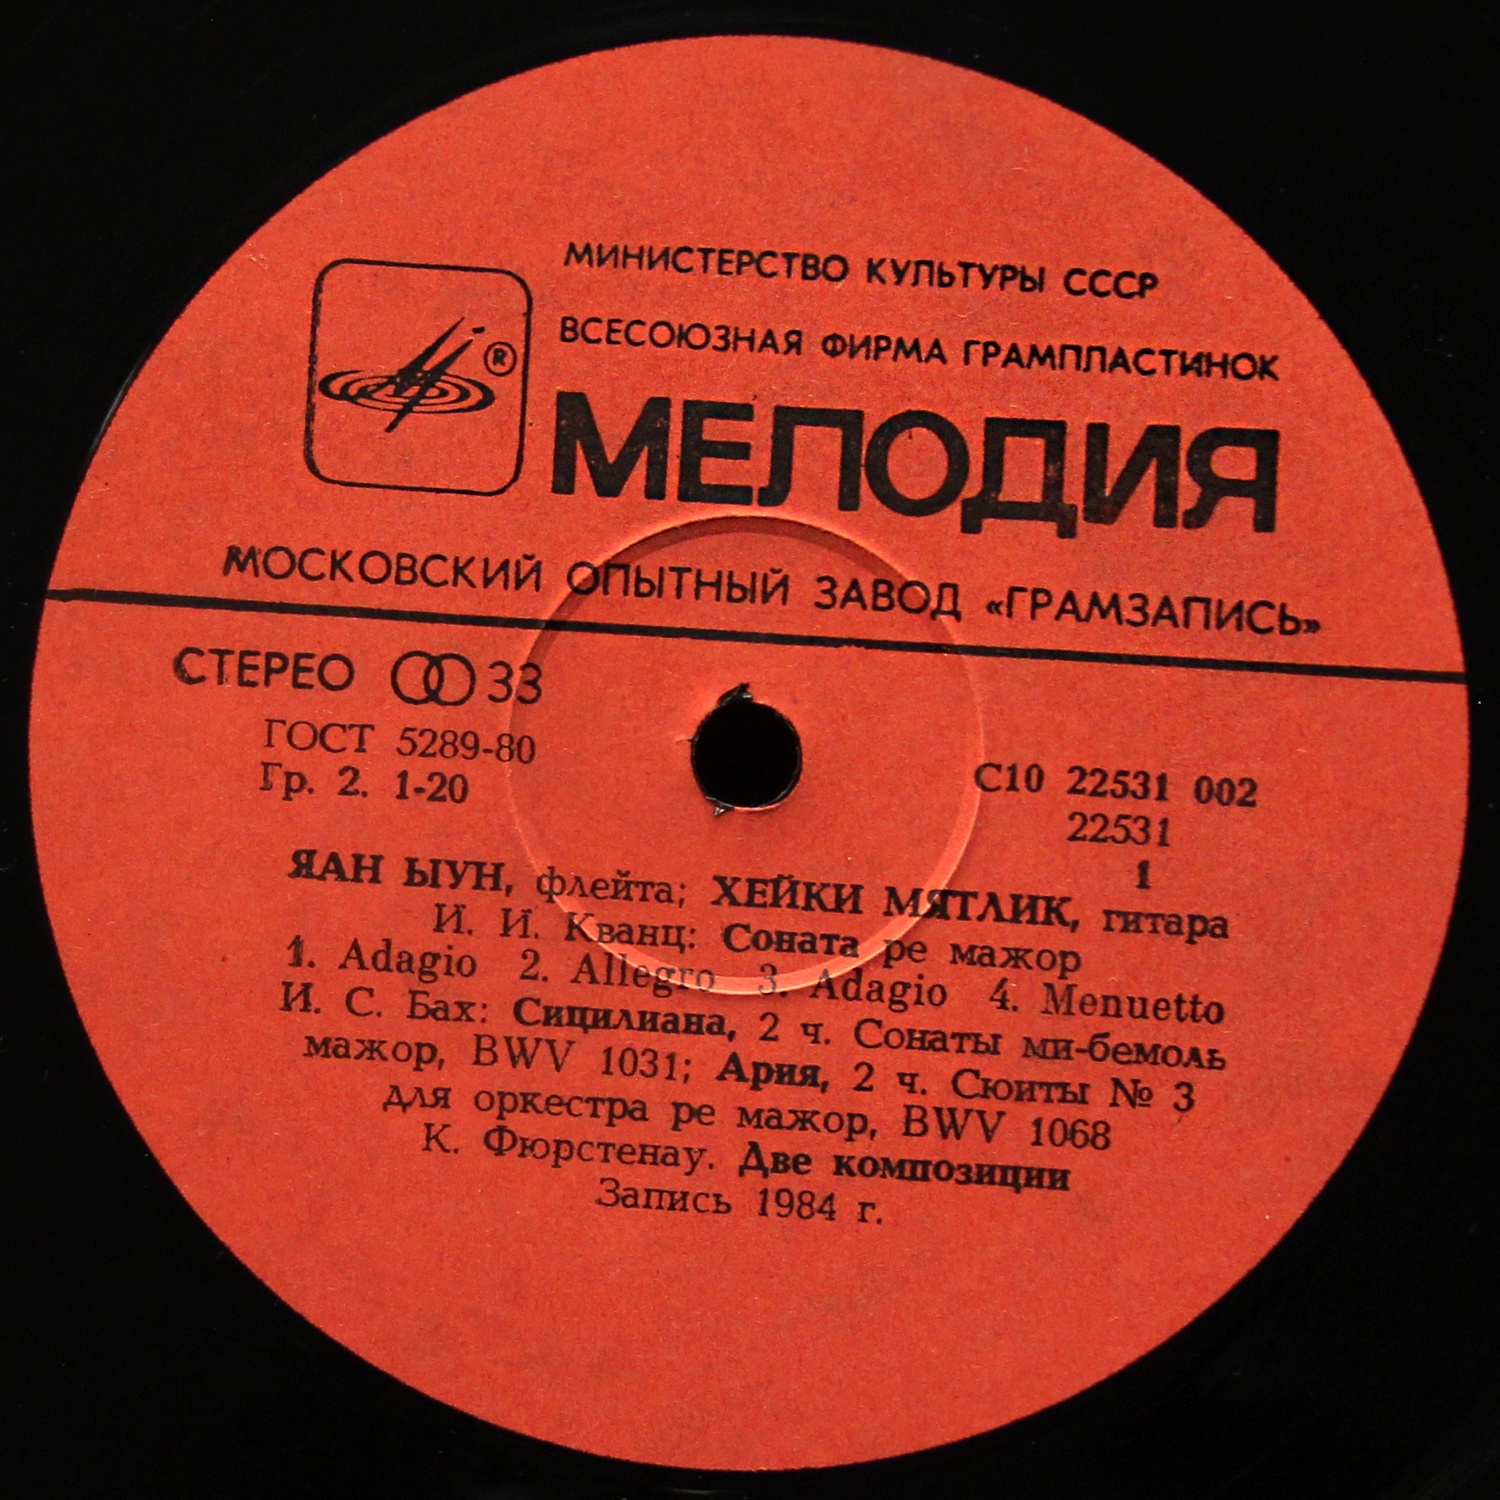 МИНИСТЕРСТВО КУЛЬТУРЫ СССР
ВСЕСОЮЗНАЯ ФИРМА ГРАМПЛАСТИНОК
®
МЕЛОДИЯ
МОСКОВСКИЙ ОПЫТНЫЙ ЗАВОД «ГРАМЗАПИСЬ»
СТЕРЕО 33
ГОСТ 5289-80
Гр. 2. 1-20
С10 22531 002
22531
1
ЯАН ЫУН, флейта; ХЕЙКИ МЯТЛИК, гитара
И. И. Кванц: Соната ре мажор
1. Adagio 2. Allegro 3. Adagio 4. Menuetto
И. С. Бах: Сицилиана, 2 ч. Сонаты ми-бемоль
мажор, BWV 1031; Ария, 2 ч. Сюиты № 3
для оркестра ре мажор, BWV 1068
К. Фюрстенау. Две композиции
Запись 1984 г.